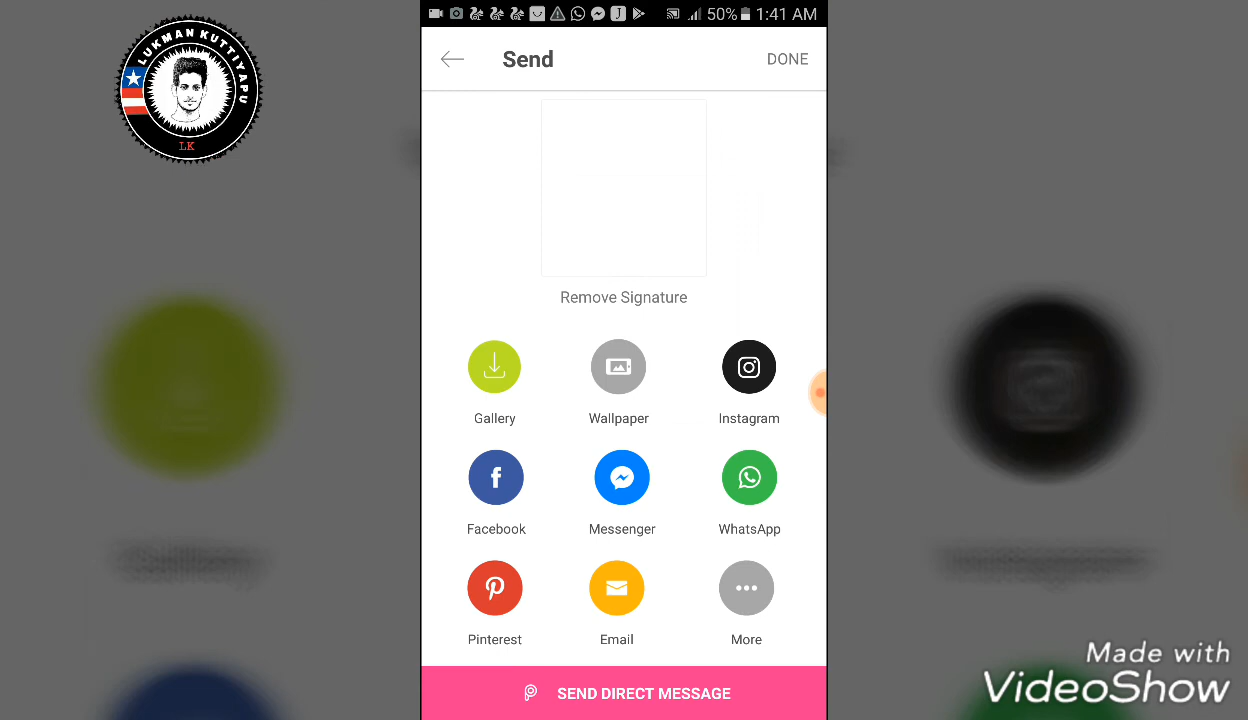 LUKMAN KUTTIYAPU
LK
50% 1:41 AM
Send
DONE
Remove Signature
Gallery
Wallpaper
Instagram
Facebook
Messenger
WhatsApp
Pinterest
Email
More
SEND DIRECT MESSAGE
Made with
VideoShow